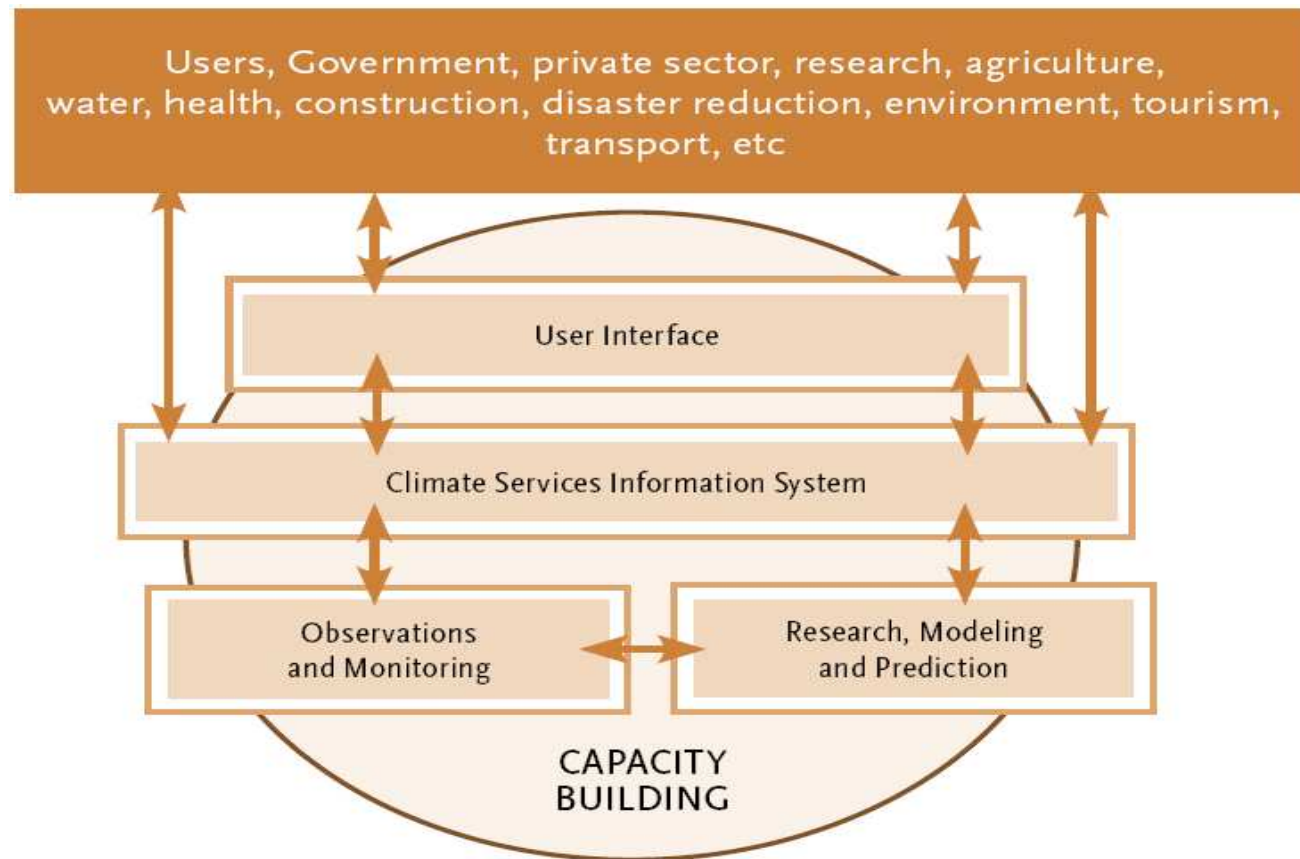 Users, Government, private sector, research, agriculture,
water, health, construction, disaster reduction, environment, tourism,
transport, etc
User Interface
Climate Services Information System
Observations
and Monitoring
Research, Modeling
and Prediction
CAPACITY
BUILDING